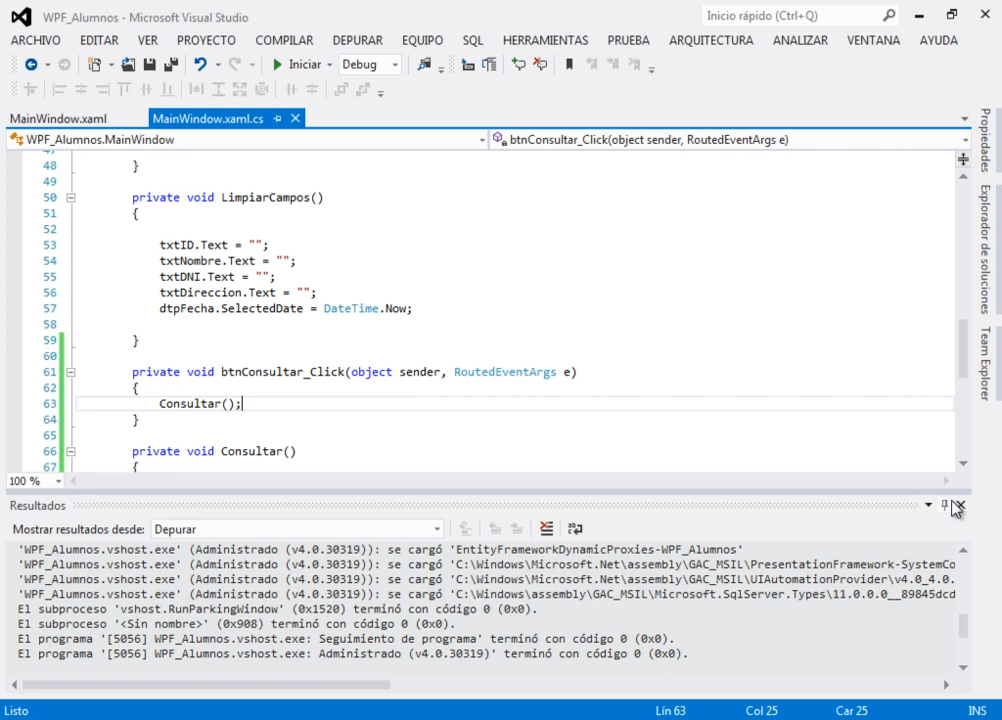 WPF_Alumnos - Microsoft Visual Studio
Inicio rápido (Ctrl+Q)
ARCHIVO EDITAR VER PROYECTO COMPILAR DEPURAR EQUIPO SQL HERRAMIENTAS PRUEBA ARQUITECTURA ANALIZAR VENTANA AYUDA
Iniciar Debug
MainWindow.xaml MainWindow.xaml.cs
WPF_Alumnos.MainWindow btnConsultar_Click(object sender, RoutedEventArgs e)
48 }
49
50 private void LimpiarCampos()
51 {
52
53 txtID.Text = "";
54 txtNombre.Text = "";
55 txtDNI.Text = "";
56 txtDireccion.Text = "";
57 dtpFecha.SelectedDate = DateTime.Now;
58
59 }
60
61 private void btnConsultar_Click(object sender, RoutedEventArgs e)
62 {
63 Consultar();
64 }
65
66 private void Consultar()
67 {
100 %
Propiedades
Explorador de soluciones
Team Explorer
Resultados
Mostrar resultados desde: Depurar
'WPF_Alumnos.vshost.exe' (Administrado (v4.0.30319)): se cargó 'EntityFrameworkDynamicProxies-WPF_Alumnos'
'WPF_Alumnos.vshost.exe' (Administrado (v4.0.30319)): se cargó 'C:\Windows\Microsoft.Net\assembly\GAC_MSIL\PresentationFramework-SystemCo
'WPF_Alumnos.vshost.exe' (Administrado (v4.0.30319)): se cargó 'C:\Windows\Microsoft.Net\assembly\GAC_MSIL\UIAutomationProvider\v4.0_4.0.
'WPF_Alumnos.vshost.exe' (Administrado (v4.0.30319)): se cargó 'C:\Windows\assembly\GAC_MSIL\Microsoft.SqlServer.Types\11.0.0.0__89845dcd
El subproceso 'vshost.RunParkingWindow' (0x1520) terminó con código 0 (0x0).
El subproceso '<Sin nombre>' (0x908) terminó con código 0 (0x0).
El programa '[5056] WPF_Alumnos.vshost.exe: Seguimiento de programa' terminó con código 0 (0x0).
El programa '[5056] WPF_Alumnos.vshost.exe: Administrado (v4.0.30319)' terminó con código 0 (0x0).
Listo Lín 63 Col 25 Car 25 INS